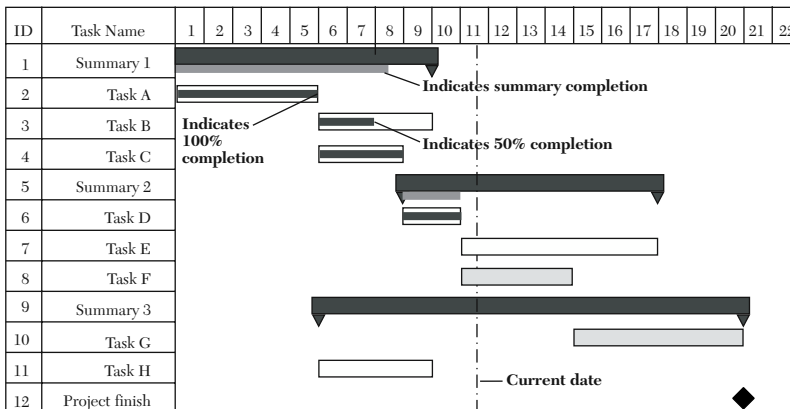 ID Task Name 1 2 3 4 5 6 7 8 9 10 11 12 13 14 15 16 17 18 19 20 21 22
1 Summary 1
Indicates summary completion
2 Task A
3 Task B
Indicates
100%
completion
Indicates 50% completion
4 Task C
5 Summary 2
6 Task D
7 Task E
8 Task F
9 Summary 3
10 Task G
11 Task H
Current date
12 Project finish